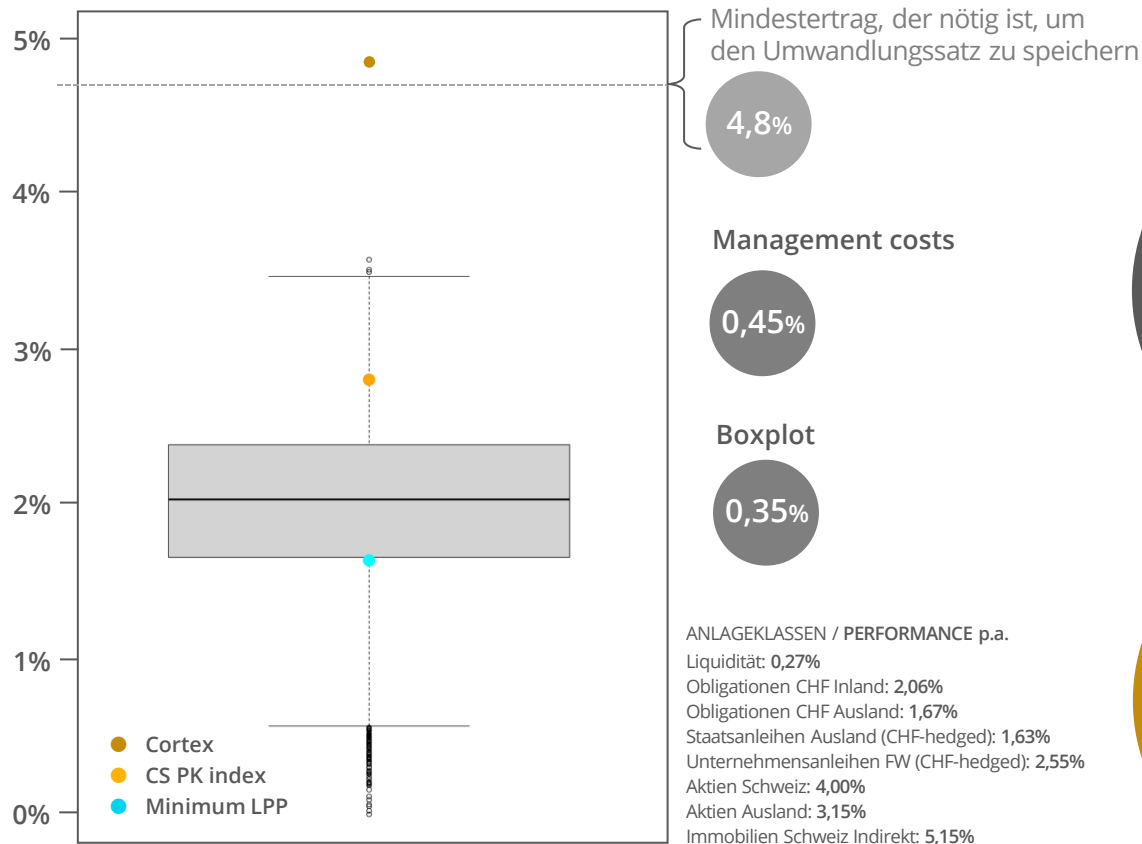 5%
4%
3%
2%
1%
0%
Cortex
CS PK index
Minimum LPP
Mindestertrag, der nötig ist, um
den Umwandlungssatz zu speichern
4,8%
Management costs
0,45%
Boxplot
0,35%
ANLAGEKLASSEN / PERFORMANCE p.a.
Liquidität: 0,27%
Obligationen CHF Inland: 2,06%
Obligationen CHF Ausland: 1,67%
Staatsanleihen Ausland (CHF-hedged): 1,63%
Unternehmensanleihen FW (CHF-hedged): 2,55%
Aktien Schweiz: 4,00%
Aktien Ausland: 3,15%
Immobilien Schweiz Indirekt: 5,15%